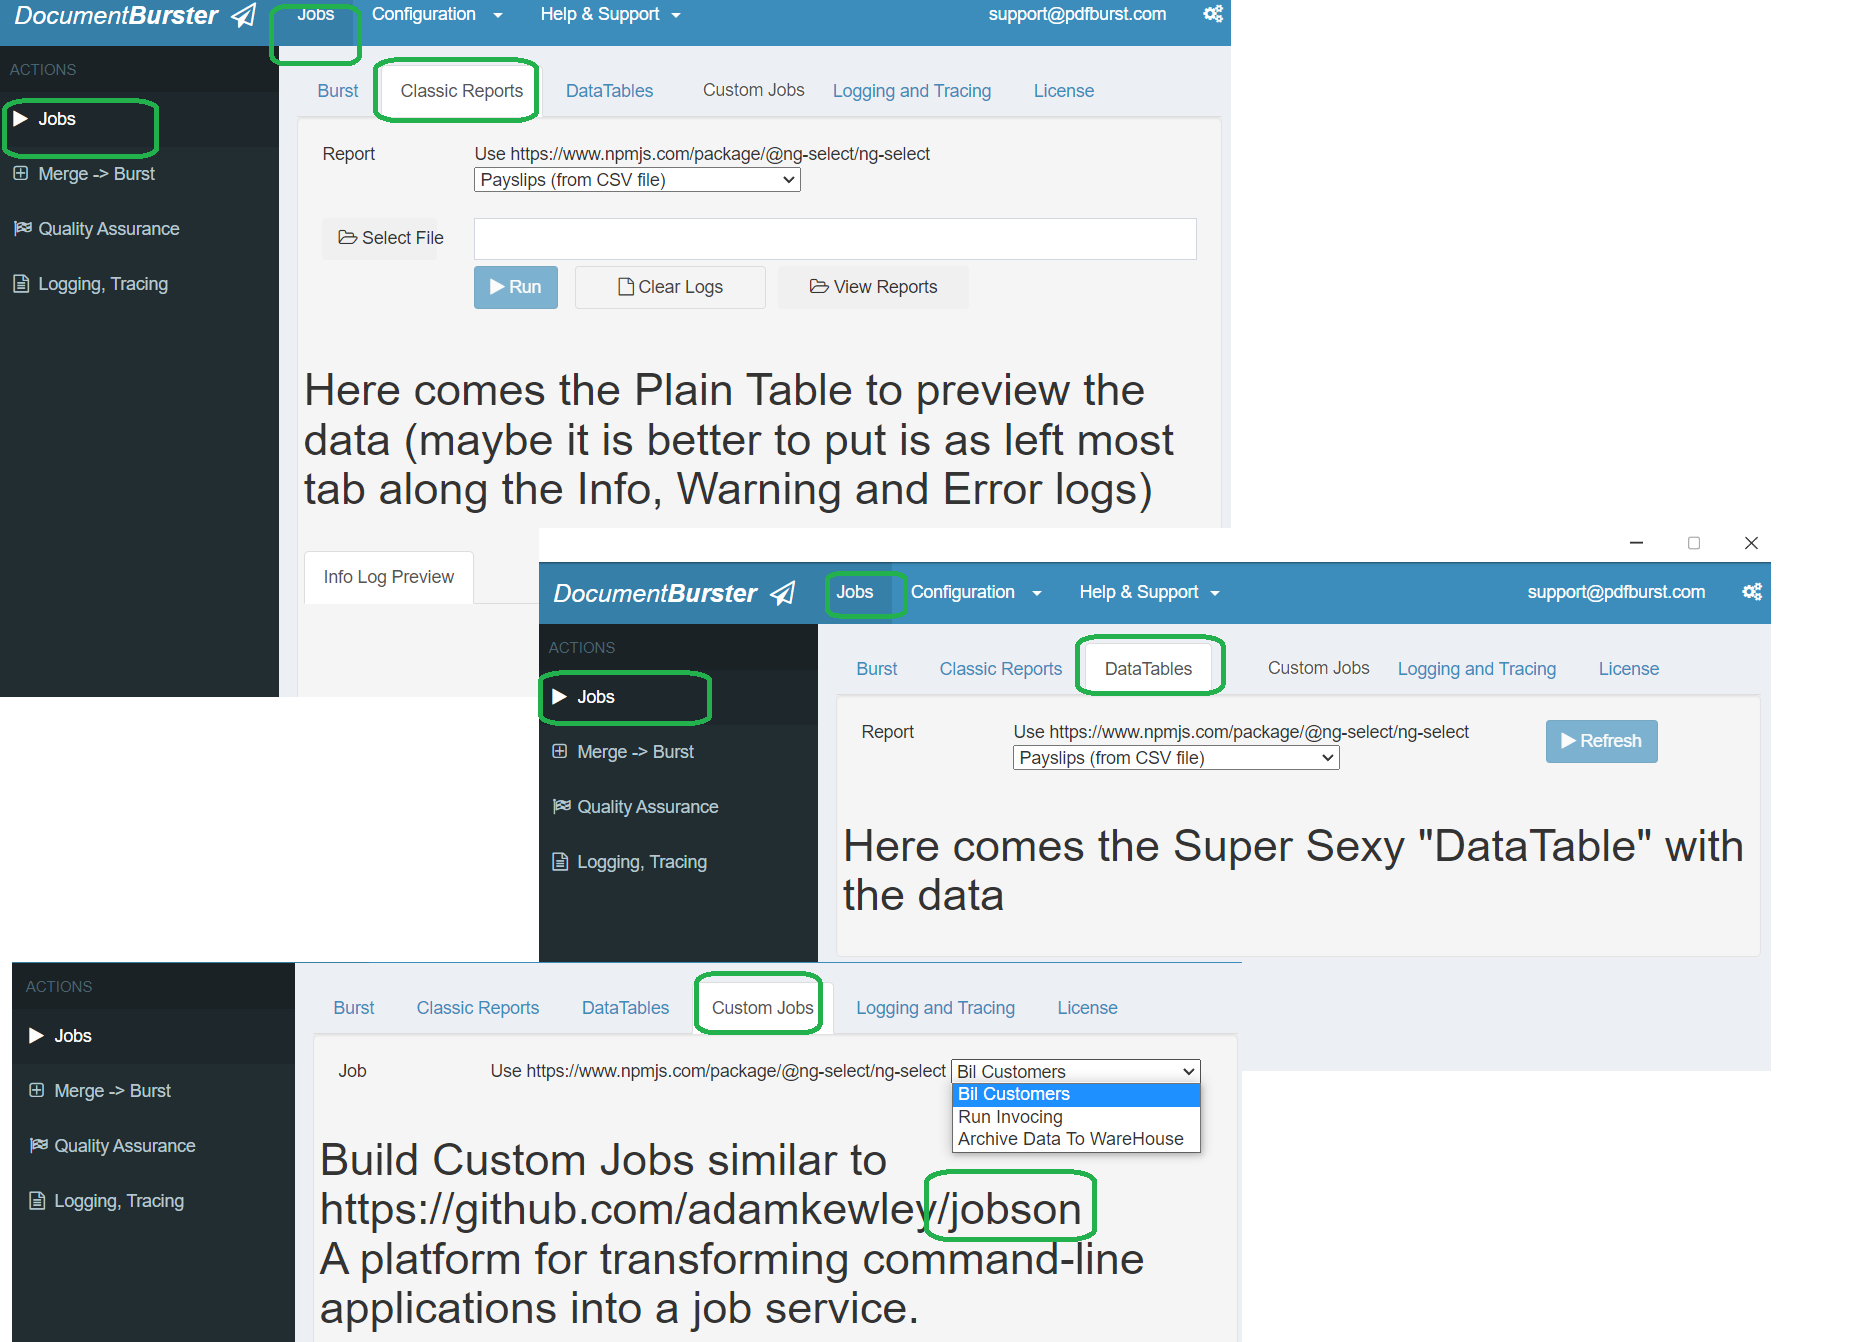 DocumentBurster Jobs Configuration Help & Support support@pdfburst.com
ACTIONS
Jobs
Merge -> Burst
Quality Assurance
Logging, Tracing
Burst Classic Reports DataTables Custom Jobs Logging and Tracing License
Report Use https://www.npmjs.com/package/@ng-select/ng-select
Payslips (from CSV file)
Select File
Run Clear Logs View Reports
Here comes the Plain Table to preview the
data (maybe it is better to put is as left most
tab along the Info, Warning and Error logs)
Info Log Preview
DocumentBurster Jobs Configuration Help & Support support@pdfburst.com
ACTIONS
Jobs
Merge -> Burst
Quality Assurance
Logging, Tracing
Burst Classic Reports DataTables Custom Jobs Logging and Tracing License
Report Use https://www.npmjs.com/package/@ng-select/ng-select
Payslips (from CSV file)
Refresh
Here comes the Super Sexy "DataTable" with
the data
ACTIONS
Jobs
Merge -> Burst
Quality Assurance
Logging, Tracing
Burst Classic Reports DataTables Custom Jobs Logging and Tracing License
Job Use https://www.npmjs.com/package/@ng-select/ng-select Bil Customers
Bil Customers
Run Invocing
Archive Data To WareHouse
Build Custom Jobs similar to
https://github.com/adamkewley/jobson
A platform for transforming command-line
applications into a job service.